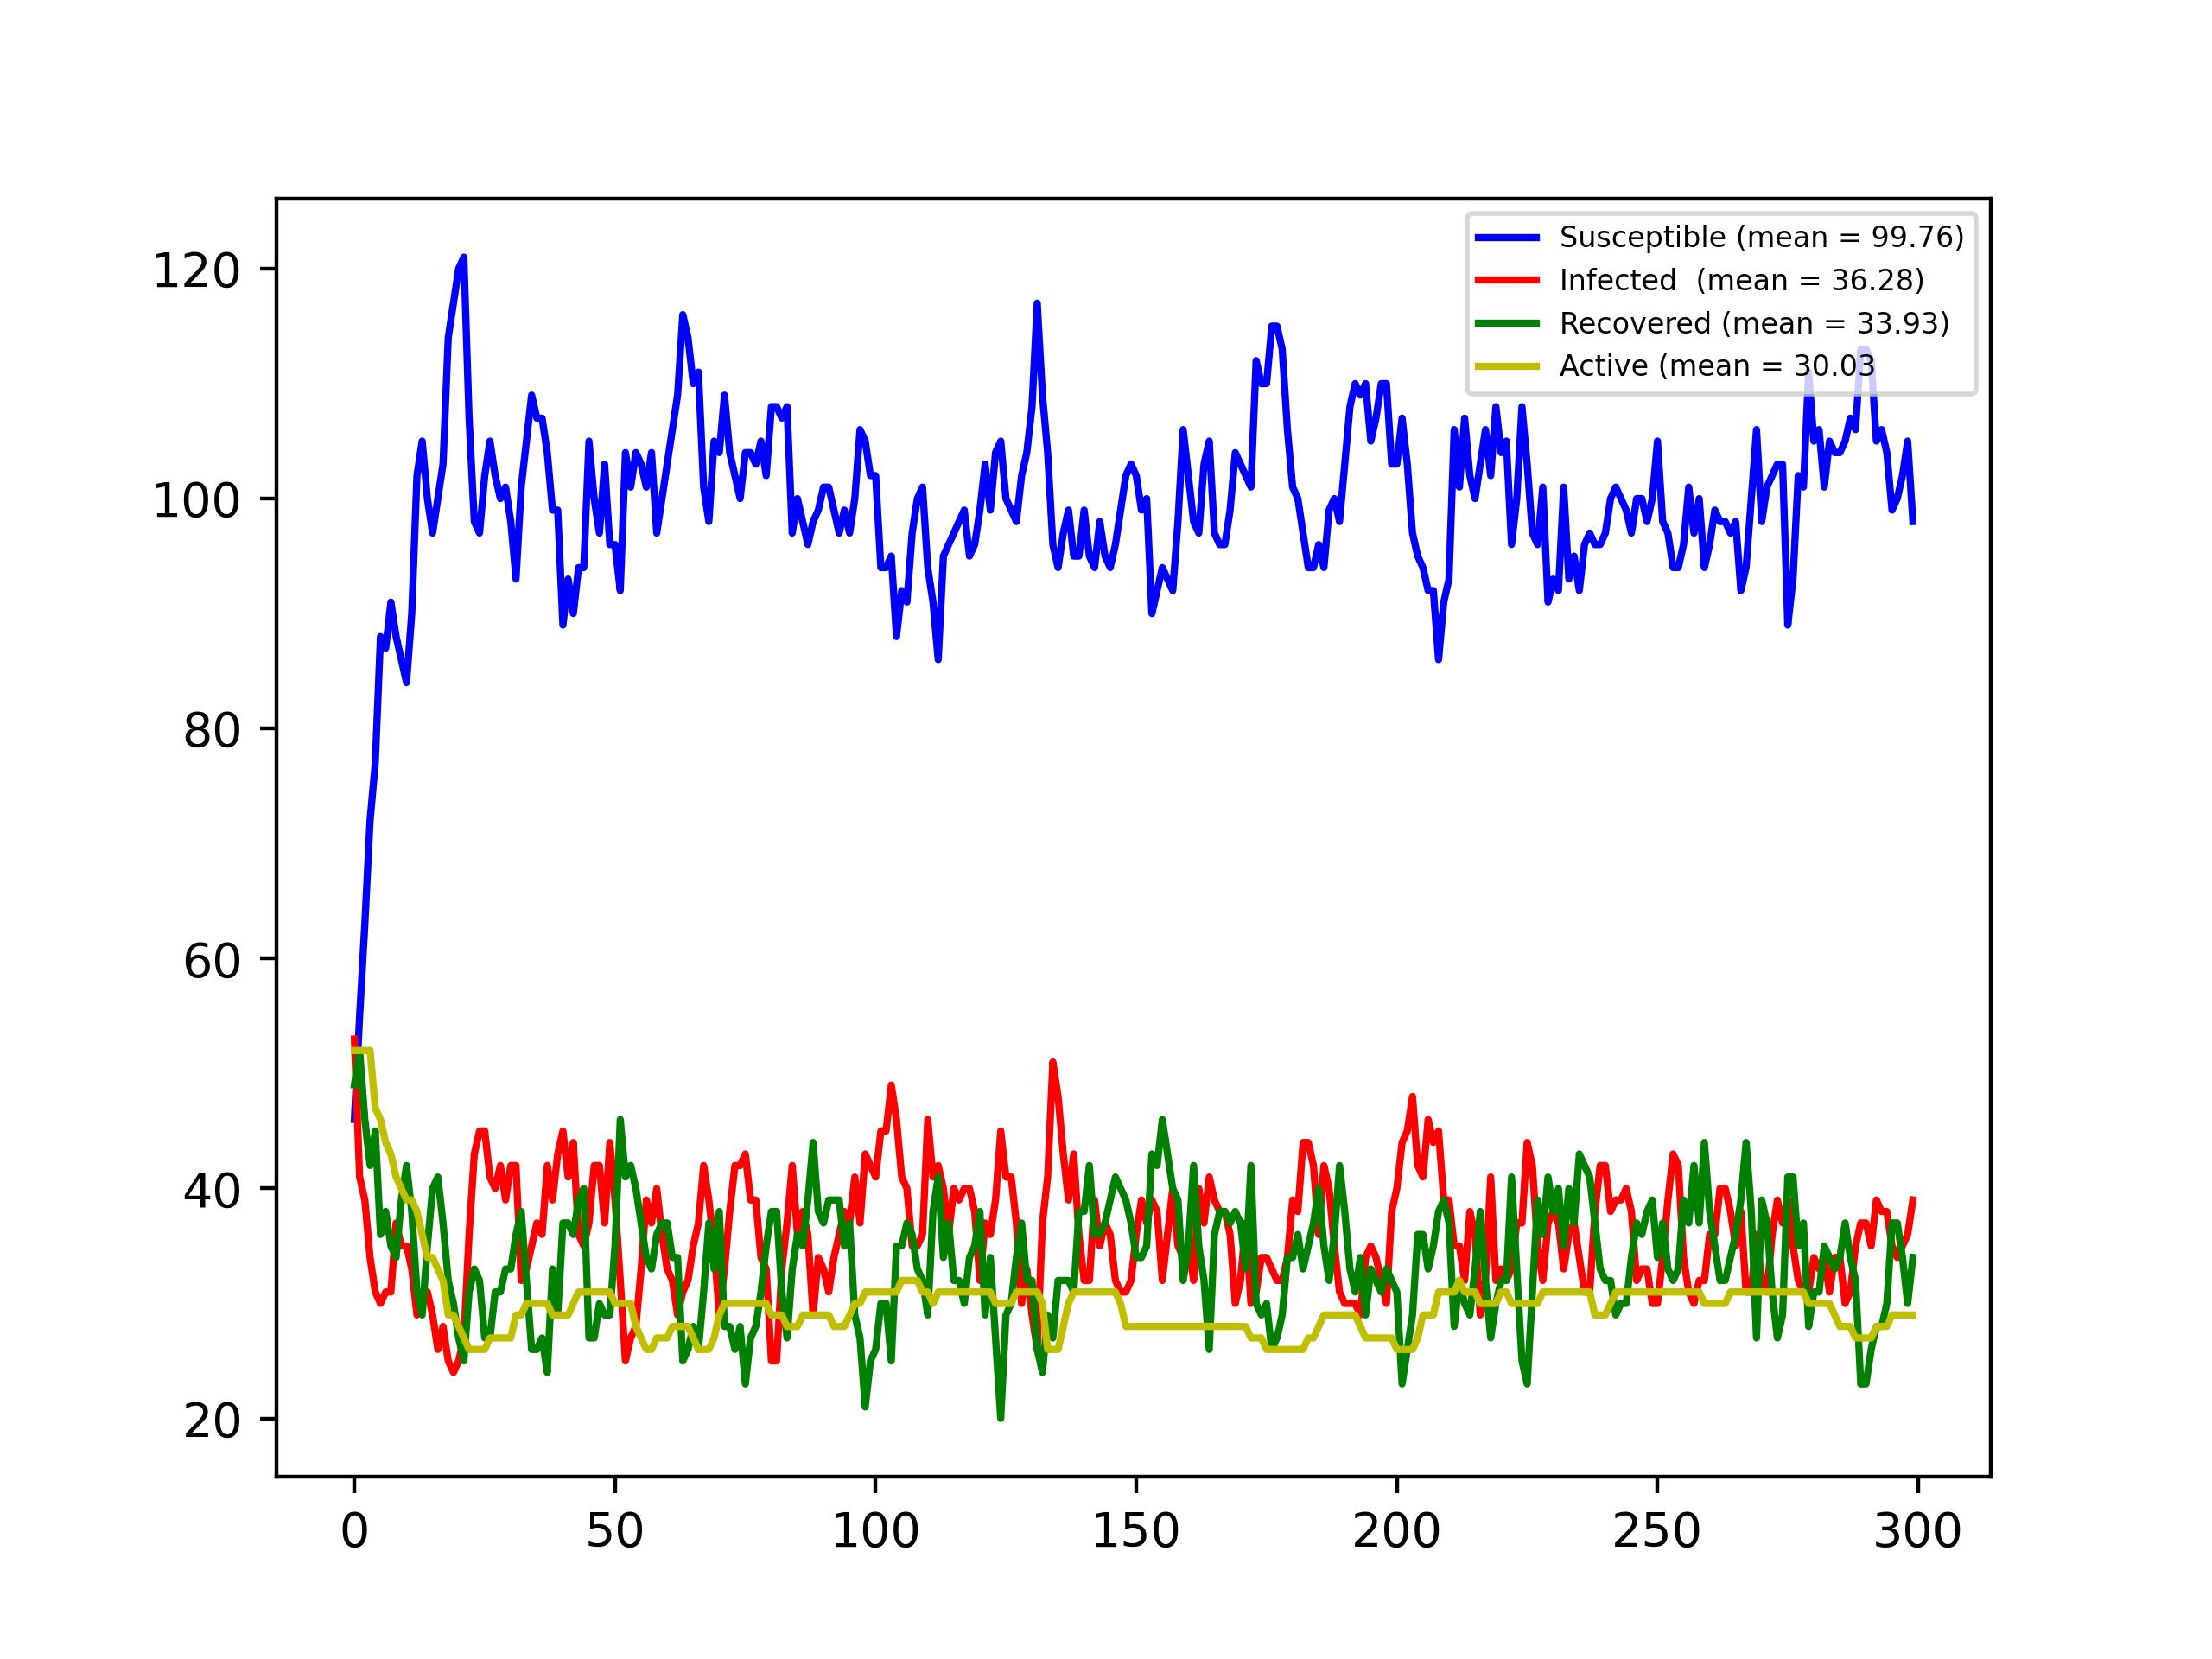 Susceptible (mean = 99.76)
Infected  (mean = 36.28)
Recovered (mean = 33.93)
Active (mean = 30.03
120
100
80
60
40
20
0 50 100 150 200 250 300